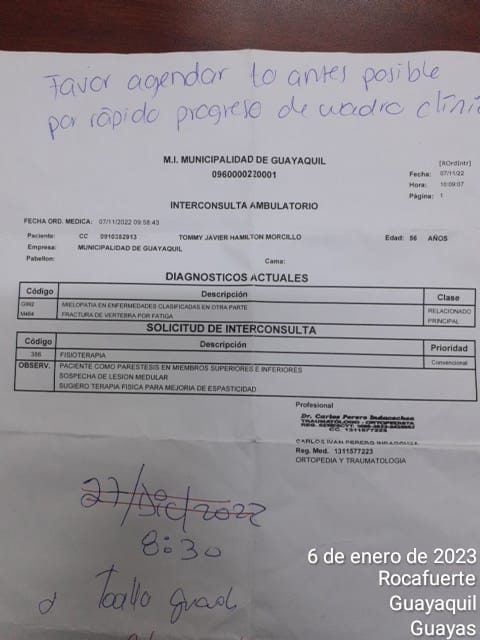 Favor agendar lo antes posible
por rápido progreso de cuadro clíni
M.I. MUNICIPALIDAD DE GUAYAQUIL
0960000220001
[ROrdIntr]
Fecha: 07/11/22
Hora: 10:09:07
Página: 1
INTERCONSULTA AMBULATORIO
FECHA ORD. MEDICA: 07/11/2022 09:58:43
Paciente: CC 0910382913 TOMMY JAVIER HAMILTON MORCILLO Edad: 56 AÑOS
Empresa: MUNICIPALIDAD DE GUAYAQUIL
Pabellon: Cama:
DIAGNOSTICOS ACTUALES
Código Descripción Clase
G992 MIELOPATIA EN ENFERMEDADES CLASIFICADAS EN OTRA PARTE RELACIONADO
M484 FRACTURA DE VERTEBRA POR FATIGA PRINCIPAL
SOLICITUD DE INTERCONSULTA
Código Descripción Prioridad
386 FISIOTERAPIA Convencional
OBSERV. PACIENTE COMO PARESTESIS EN MIEMBROS SUPERIORES E INFERIORES
SOSPECHA DE LESION MEDULAR
SUGIERO TERAPIA FISICA PARA MEJORIA DE ESPASTICIDAD
Profesional
Dr. Carlos Perero Indacochea
TRAUMATOLOGO - ORTOPEDISTA
CC. 1311577223
CARLOS IVAN PERERO
Reg. Med. 1311577223
ORTOPEDIA Y TRAUMATOLOGIA
27/Dic/2022
8:30
Toalla
6 de enero de 2023
Rocafuerte
Guayaquil
Guayas